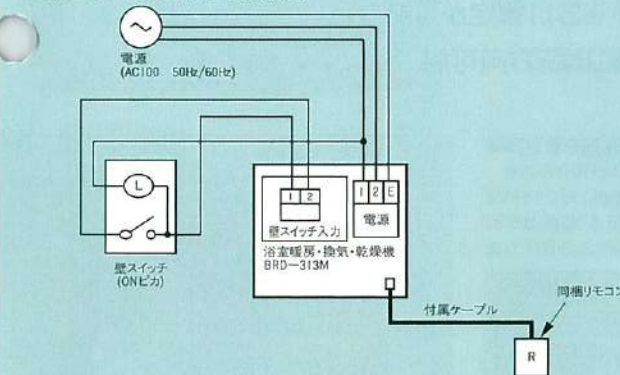 電源
(AC100 50Hz/60Hz)
L
1 2
1 2 E
壁スイッチ入力
電源
浴室暖房・換気・乾燥機
BRD-313M
壁スイッチ
(ONピカ)
付属ケーブル
同梱リモコン
R